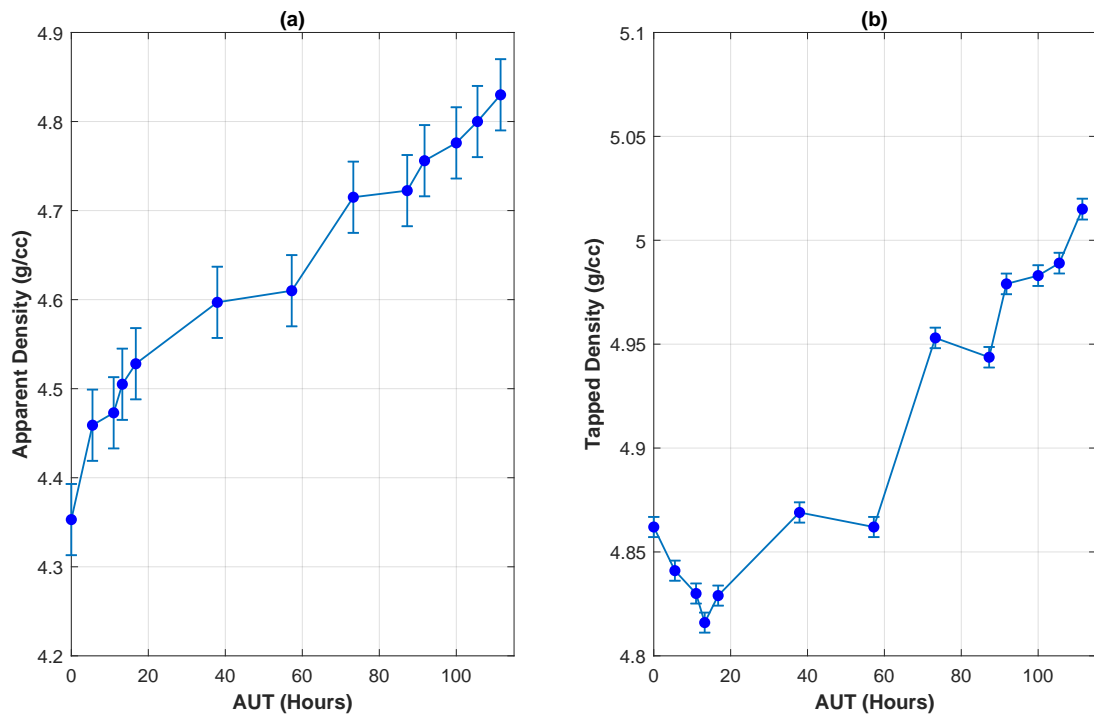 (a)
4.9
4.8
4.7
4.6
4.5
4.4
4.3
4.2
Apparent Density (g/cc)
0 20 40 60 80 100
AUT (Hours)
(b)
5.1
5.05
5
4.95
4.9
4.85
4.8
Tapped Density (g/cc)
0 20 40 60 80 100
AUT (Hours)